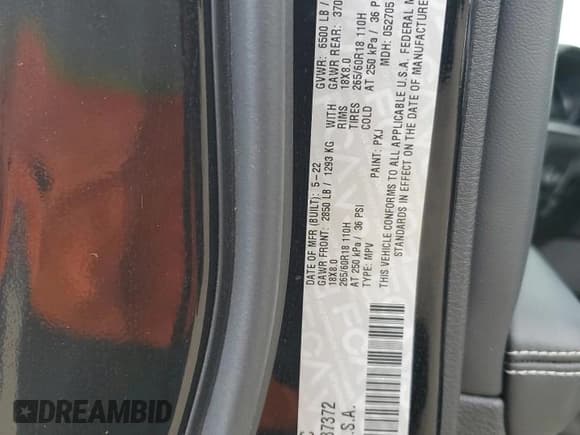 DATE OF MFR (BUILT): 5-22 GVWR: 6500 LB /
GAWR FRONT: 2850 LB / 1293 KG WITH GAWR REAR: 370
18X8.0 RIMS 18X8.0
265/60R18 110H TIRES 265/60R18 110H
AT 250 kPa / 36 PSI COLD AT 250 kPa / 36 P
TYPE: MPV PAINT: PXJ MDH: 052705
THIS VEHICLE CONFORMS TO ALL APPLICABLE U.S.A. FEDERAL M
STANDARDS IN EFFECT ON THE DATE OF MANUFACTURE
37372
.S.A.
DREAMBID